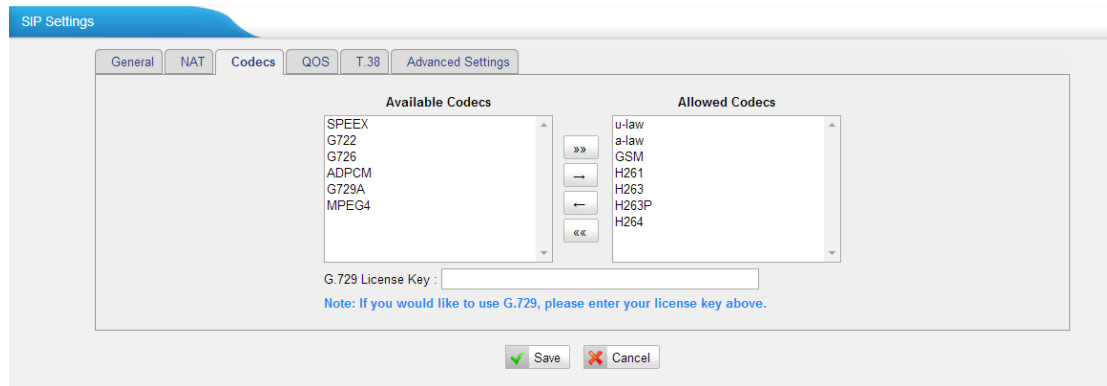 SIP Settings
General NAT Codecs QOS T.38 Advanced Settings
Available Codecs
SPEEX
G722
G726
ADPCM
G729A
MPEG4
»»
→
←
««
Allowed Codecs
u-law
a-law
GSM
H261
H263
H263P
H264
G.729 License Key :
Note: If you would like to use G.729, please enter your license key above.
Save Cancel